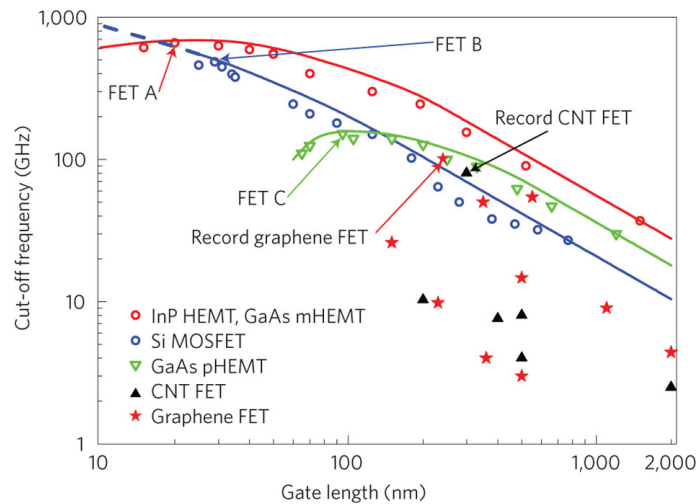 1,000
100
10
1
Cut-off frequency (GHz)
FET A
FET B
FET C
Record CNT FET
Record graphene FET
InP HEMT, GaAs mHEMT
Si MOSFET
GaAs pHEMT
CNT FET
Graphene FET
10
100
1,000
2,000
Gate length (nm)